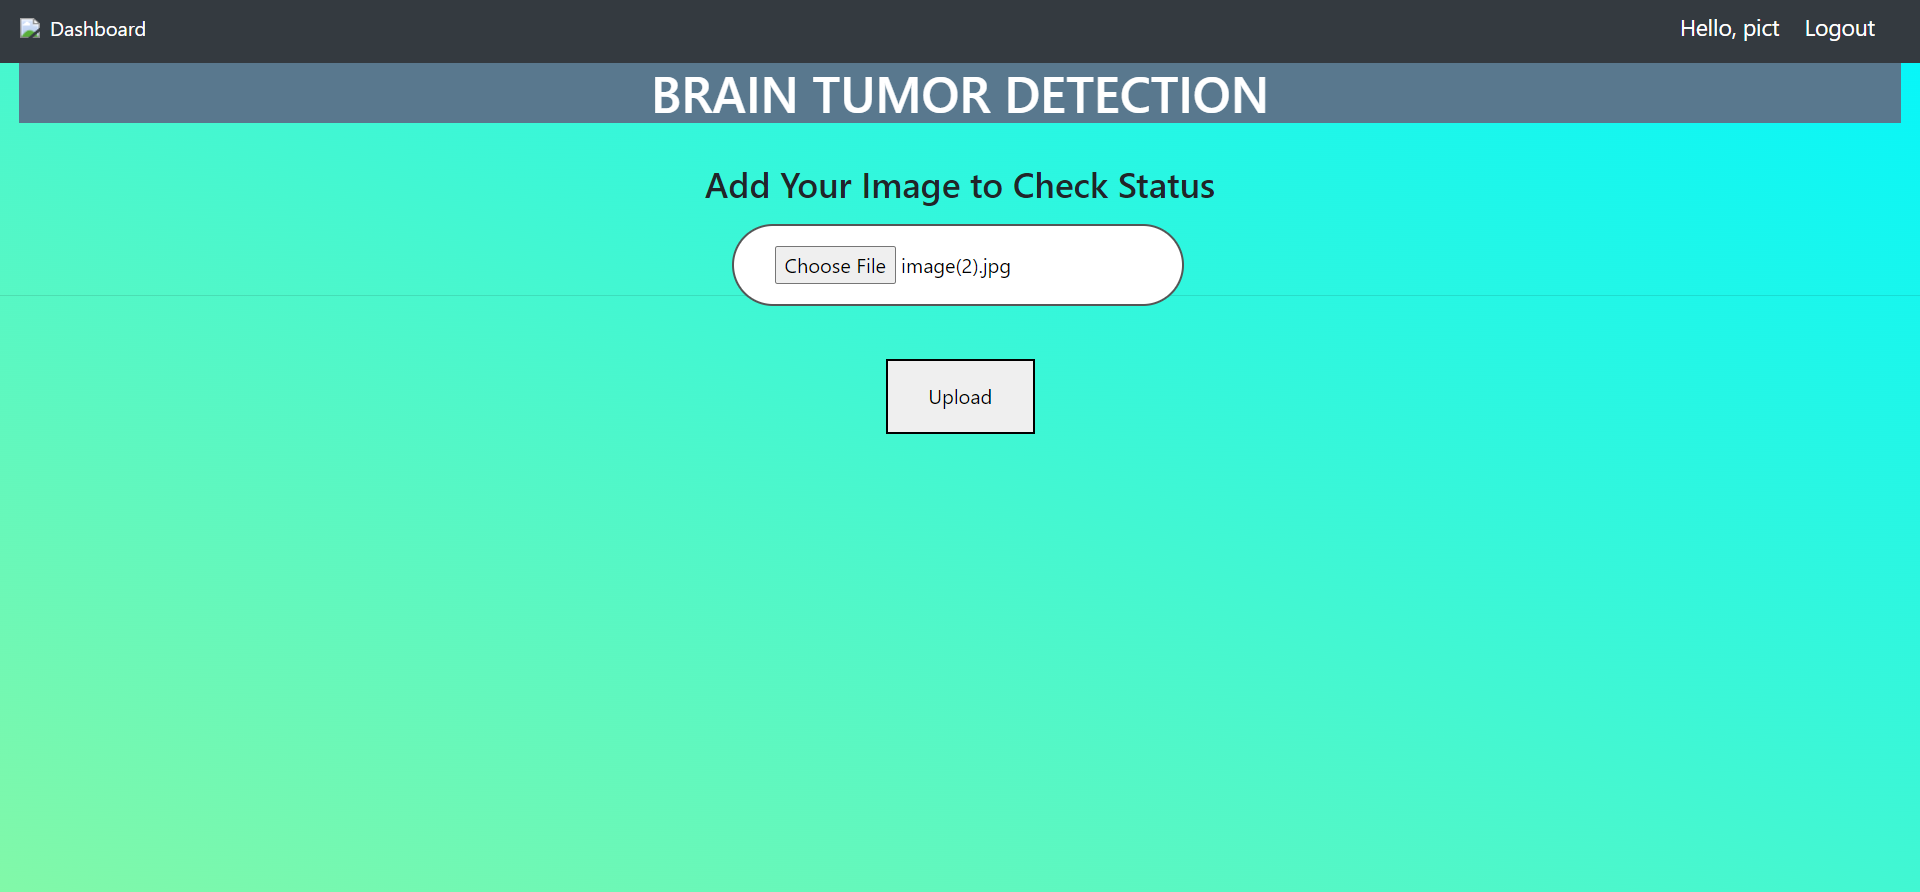 Dashboard
Hello, pict Logout
BRAIN TUMOR DETECTION
Add Your Image to Check Status
Choose File image(2).jpg
Upload